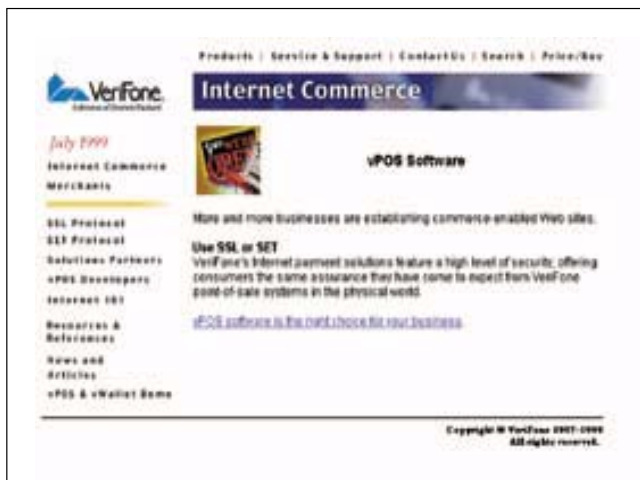 Products | Service & Support | Contact Us | Search | Price/Buy
VeriFone
Internet Commerce
July 1999
vPOS Software
Internet Commerce
Merchants
More and more businesses are establishing commerce-enabled Web sites.
SSL Protocol
SET Protocol
Solutions Partners
vPOS Developers
Internet 101
Resources &
References
News and
Articles
vPOS & vWallet Demo
Use SSL or SET
VeriFone's Internet payment solutions feature a high level of security, offering
consumers the same assurance they have come to expect from VeriFone
point-of-sale systems in the physical world.
vPOS software is the right choice for your business.
Copyright © VeriFone 1997-1999
All rights reserved.